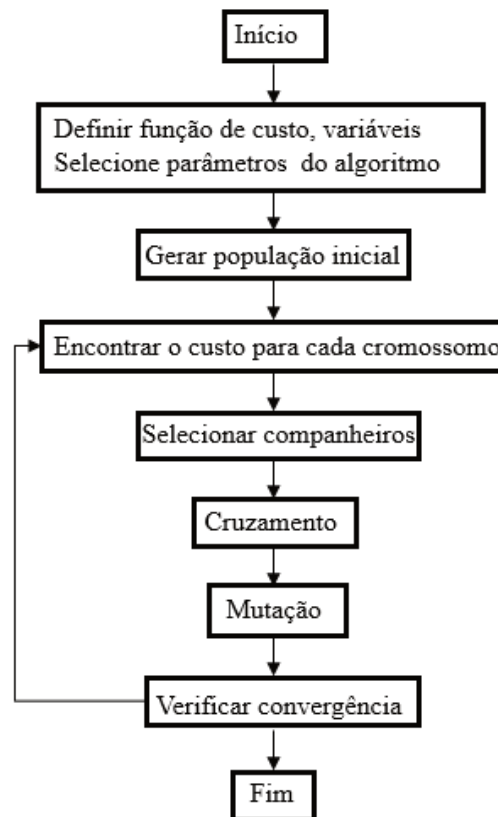 Início
Definir função de custo, variáveis
Selecione parâmetros do algoritmo
Gerar população inicial
Encontrar o custo para cada cromossomo
Selecionar companheiros
Cruzamento
Mutação
Verificar convergência
Fim